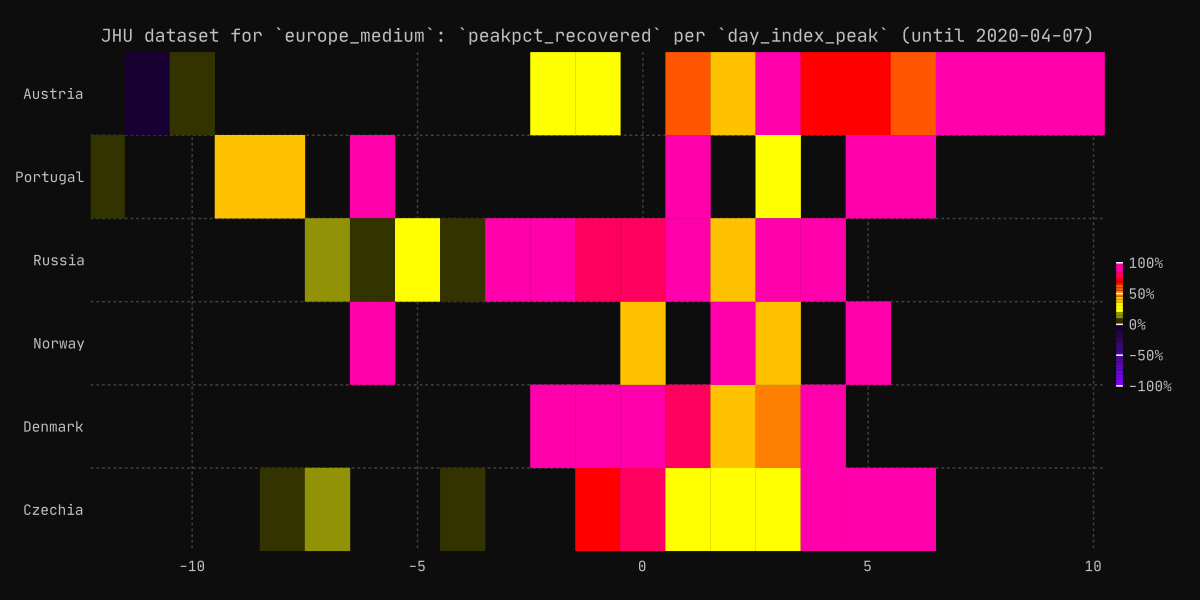 JHU dataset for `europe_medium`: `peakpct_recovered` per `day_index_peak` (until 2020-04-07)
Austria
Portugal
Russia
Norway
Denmark
Czechia
−10
−5
0
5
10
100%
50%
0%
−50%
−100%